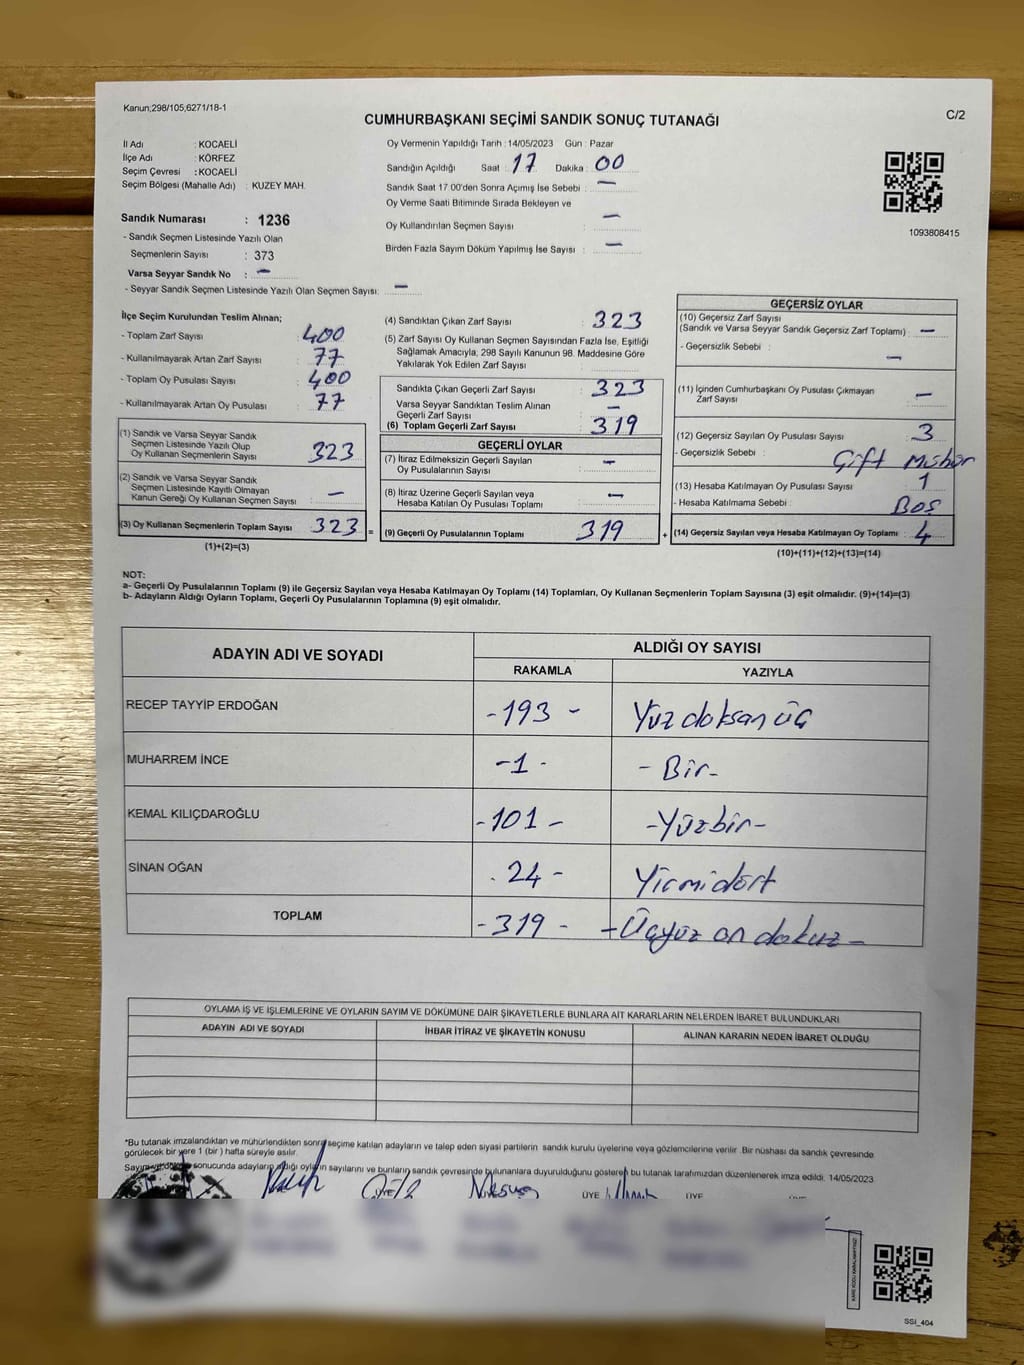 Kanun;298/105,6271/18-1
C/2
CUMHURBAŞKANI SEÇİMİ SANDIK SONUÇ TUTANAĞI
İl Adı : KOCAELİ
İlçe Adı : KÖRFEZ
Seçim Çevresi : KOCAELİ
Seçim Bölgesi (Mahalle Adı) : KUZEY MAH.
Sandık Numarası : 1236
- Sandık Seçmen Listesinde Yazılı Olan
Seçmenlerin Sayısı : 373
Varsa Seyyar Sandık No : -
- Seyyar Sandık Seçmen Listesinde Yazılı Olan Seçmen Sayısı: -
Oy Vermenin Yapıldığı Tarih : 14/05/2023 Gün : Pazar
Sandığın Açıldığı Saat : 17 Dakika : 00
Sandık Saat 17:00'den Sonra Açımış İse Sebebi : -
Oy Verme Saati Bitiminde Sırada Bekleyen ve
Oy Kullandırılan Seçmen Sayısı : -
Birden Fazla Sayım Döküm Yapılmış İse Sayısı : -
1093808415
İlçe Seçim Kurulundan Teslim Alınan;
- Toplam Zarf Sayısı : 400
- Kullanılmayarak Artan Zarf Sayısı : 77
- Toplam Oy Pusulası Sayısı : 400
- Kullanılmayarak Artan Oy Pusulası : 77
(1) Sandık ve Varsa Seyyar Sandık
Seçmen Listesinde Yazılı Olup
Oy Kullanan Seçmenlerin Sayısı : 323
(2) Sandık ve Varsa Seyyar Sandık
Seçmen Listesinde Kayıtlı Olmayan
Kanun Gereği Oy Kullanan Seçmen Sayısı : -
(3) Oy Kullanan Seçmenlerin Toplam Sayısı : 323 =
(1)+(2)=(3)
(4) Sandıktan Çıkan Zarf Sayısı : 323
(5) Zarf Sayısı Oy Kullanan Seçmen Sayısından Fazla İse, Eşitliği
Sağlamak Amacıyla; 298 Sayılı Kanunun 98. Maddesine Göre
Yakılarak Yok Edilen Zarf Sayısı :
Sandıkta Çıkan Geçerli Zarf Sayısı : 323
Varsa Seyyar Sandıktan Teslim Alınan
Geçerli Zarf Sayısı : -
(6) Toplam Geçerli Zarf Sayısı : 319
GEÇERLİ OYLAR
(7) İtiraz Edilmeksizin Geçerli Sayılan
Oy Pusulalarının Sayısı : -
(8) İtiraz Üzerine Geçerli Sayılan veya
Hesaba Katılan Oy Pusulaları Toplamı : -
(9) Geçerli Oy Pusulalarının Toplamı : 319 +
GEÇERSİZ OYLAR
(10) Geçersiz Zarf Sayısı
(Sandık ve Varsa Seyyar Sandık Geçersiz Zarf Toplamı) : -
- Geçersizlik Sebebi : -
(11) İçinden Cumhurbaşkanı Oy Pusulası Çıkmayan
Zarf Sayısı : -
(12) Geçersiz Sayılan Oy Pusulası Sayısı : 3
- Geçersizlik Sebebi : Çift Mühür
(13) Hesaba Katılmayan Oy Pusulası Sayısı : 1
- Hesaba Katılmama Sebebi : Boş
(14) Geçersiz Sayılan veya Hesaba Katılmayan Oy Toplamı : 4
(10)+(11)+(12)+(13)=(14)
NOT:
a- Geçerli Oy Pusulalarının Toplamı (9) ile Geçersiz Sayılan veya Hesaba Katılmayan Oy Toplamı (14) Toplamları, Oy Kullanan Seçmenlerin Toplam Sayısına (3) eşit olmalıdır. (9)+(14)=(3)
b- Adayların Aldığı Oyların Toplamı, Geçerli Oy Pusulalarının Toplamına (9) eşit olmalıdır.
ADAYIN ADI VE SOYADI ALDIĞI OY SAYISI
RAKAMLA YAZIYLA
RECEP TAYYİP ERDOĞAN -193 - Yüz doksan üç
MUHARREM İNCE -1 - - Bir-
KEMAL KILIÇDAROĞLU -101 - -Yüzbir-
SİNAN OĞAN . 24 - Yirmidört
TOPLAM -319 - -Üçyüz on dokuz-
OYLAMA İŞ VE İŞLEMLERİNE VE OYLARIN SAYIM VE DÖKÜMÜNE DAİR ŞİKAYETLERLE BUNLARA AİT KARARLARIN NELERDEN İBARET BULUNDUKLARI
ADAYIN ADI VE SOYADI İHBAR İTİRAZ VE ŞİKAYETİN KONUSU ALINAN KARARIN NEDEN İBARET OLDUĞU
*Bu tutanak imzalandıktan ve mühürlendikten sonra seçime katılan adayların ve talep eden siyasi partilerin sandık kurulu üyelerine veya gözlemcilerine verilir. Bir nüshası da sandık çevresinde
görülecek bir yere 1 (bir ) hafta süreyle asılır.
sonucunda adayların aldığı oyların sayılarını ve bunların sandık çevresinde bulunanlara duyurulduğunu gösteren bu tutanak tarafımızdan düzenlenerek imza edildi. 14/05/2023
ÜYE ÜYE
SSİ_404